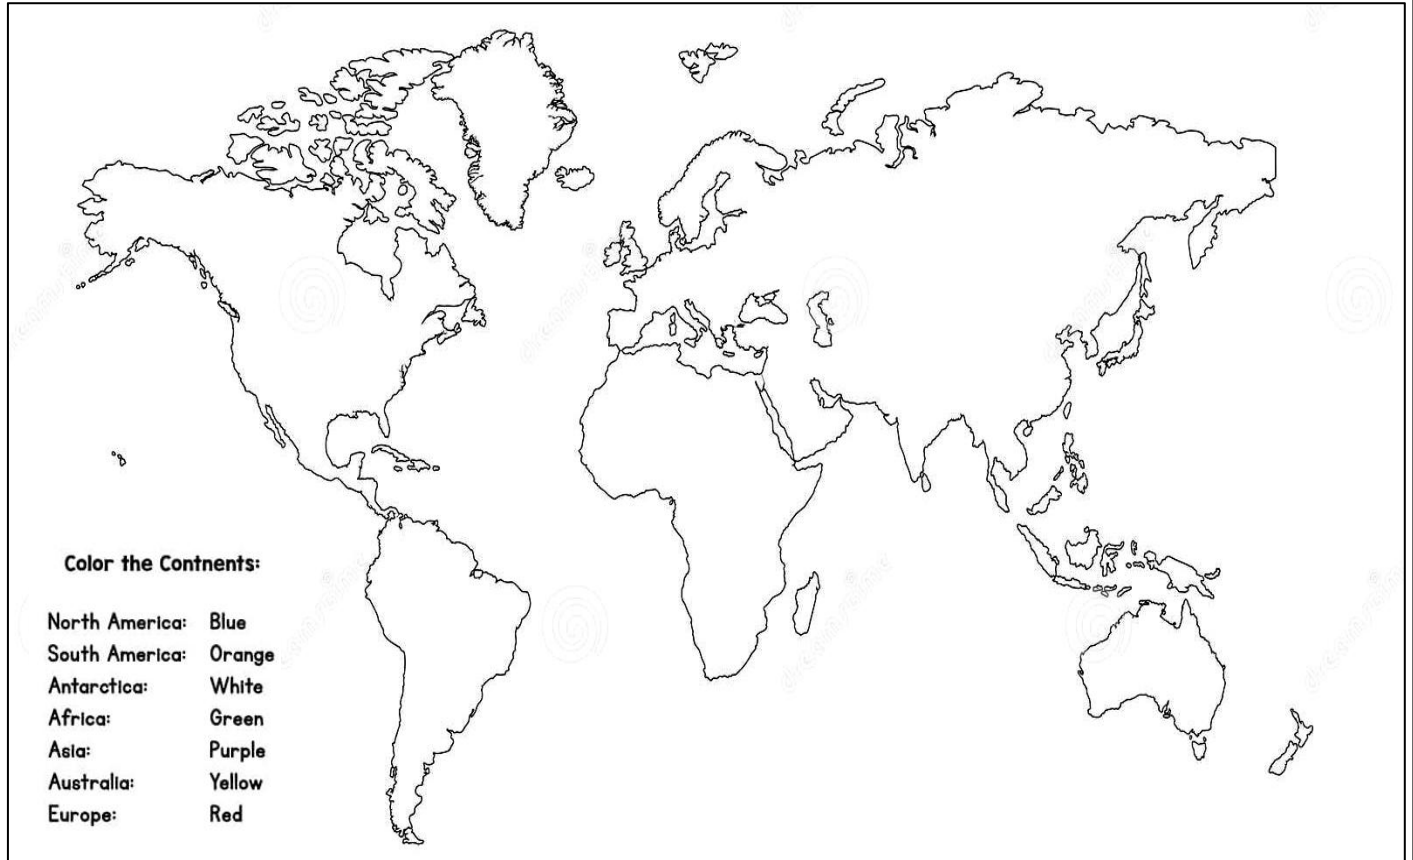 Color the Contnents:
North America: Blue
South America: Orange
Antarctica: White
Africa: Green
Asia: Purple
Australia: Yellow
Europe: Red